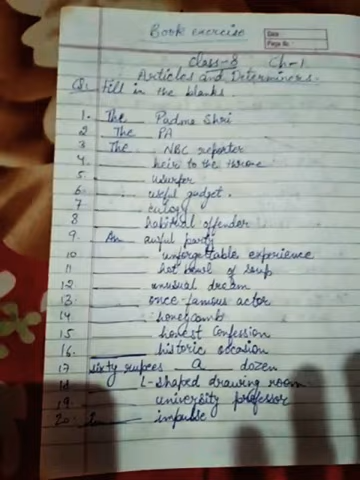 Book exercise
Date
Page No.
Class-8 Ch-1
Articles and Determiners.
Q1. Fill in the blanks.
1. The Padma Shri
2 The PA
3 The NBC reporter
4. heir to the throne
5. usurper
6. useful gadget.
7 eulogy
8 habitual offender
9. An awful party
10 unforgettable experience
11 hot bowl of soup
12 unusual dream
13. once-famous actor
14 honeycomb
15 honest confession
16. historic occasion
17 sixty rupees A dozen
18 L-shaped drawing room
19. university professor
20. impulse